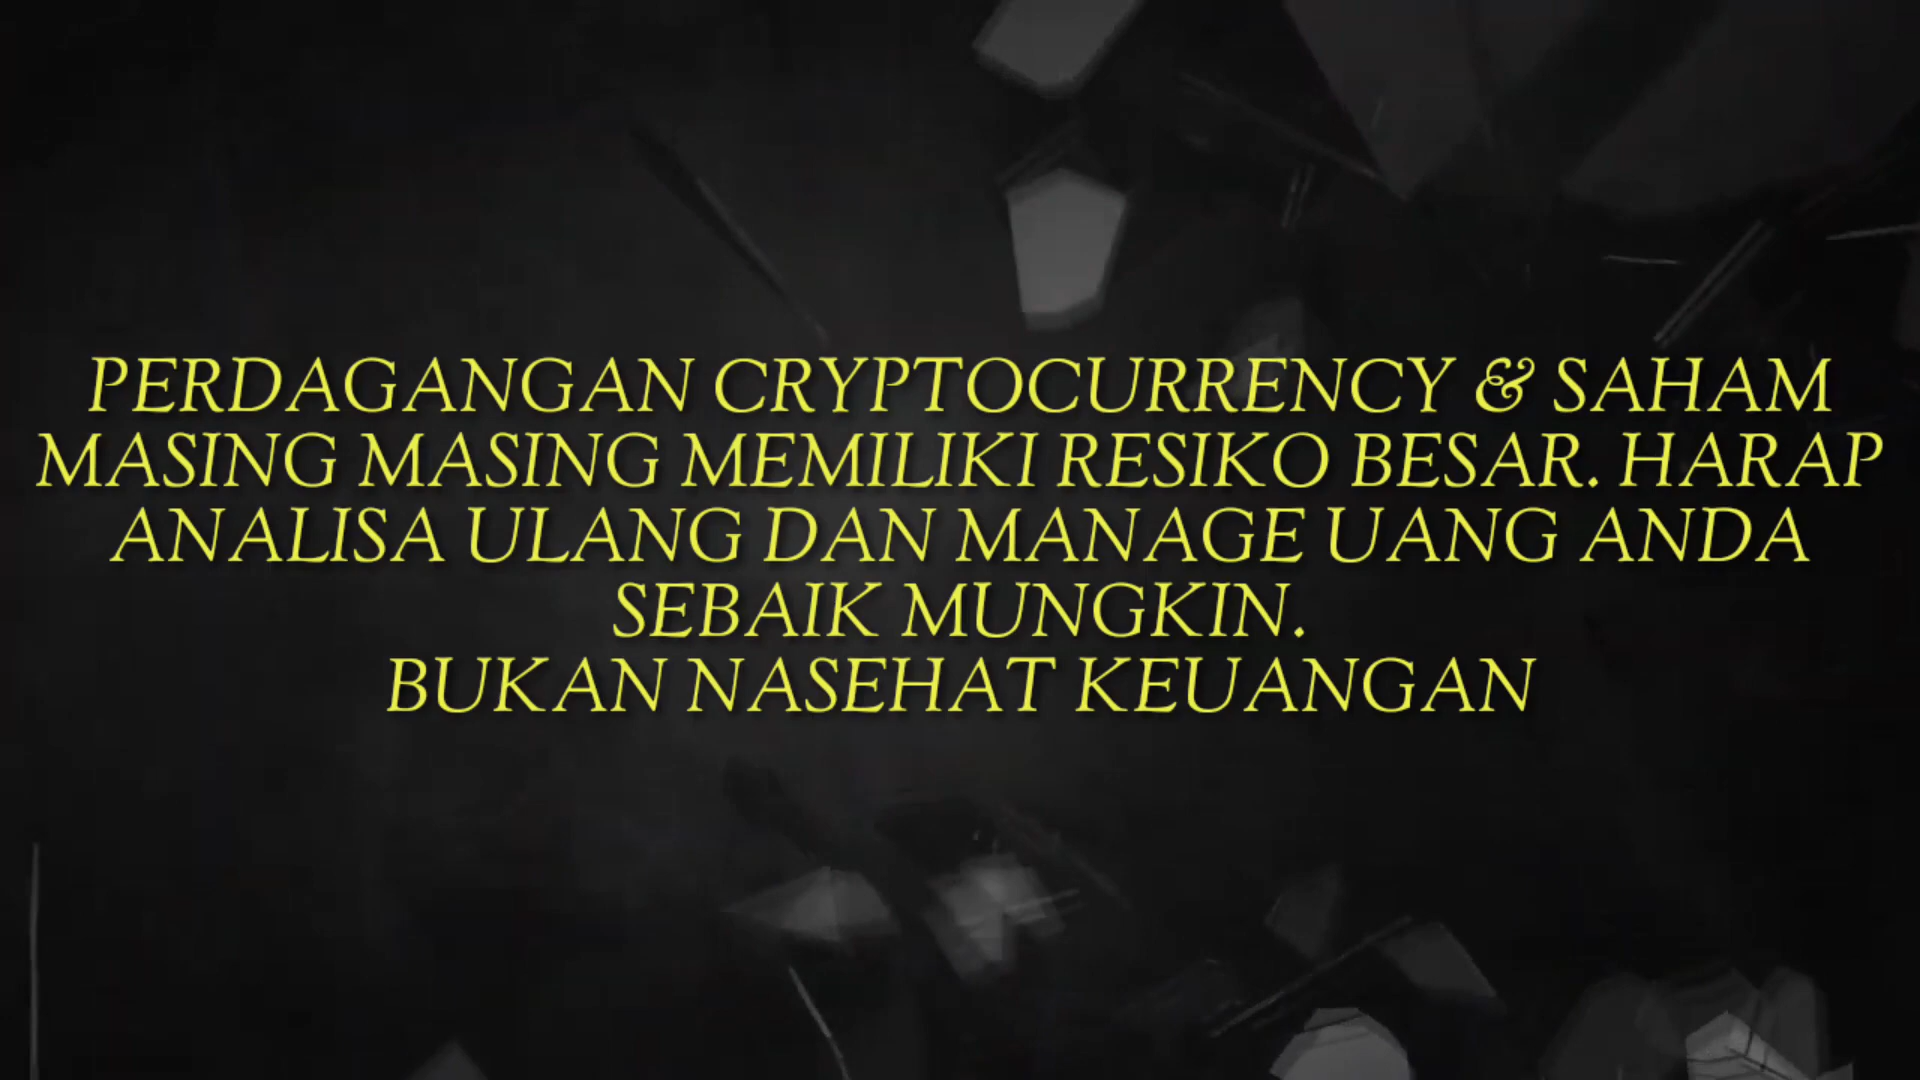 PERDAGANGAN CRYPTOCURRENCY & SAHAM
MASING MASING MEMILIKI RESIKO BESAR. HARAP
ANALISA ULANG DAN MANAGE UANG ANDA
SEBAIK MUNGKIN.
BUKAN NASEHAT KEUANGAN